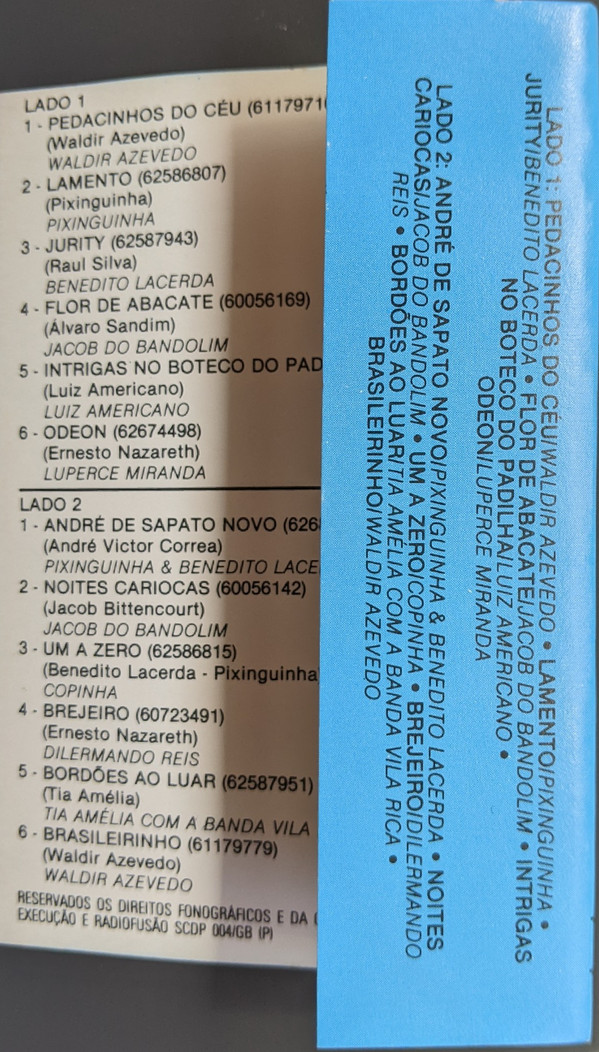 LADO 1
1 - PEDACINHOS DO CÉU (6117971
(Waldir Azevedo)
WALDIR AZEVEDO
2 - LAMENTO (62586807)
(Pixinguinha)
PIXINGUINHA
3 - JURITY (62587943)
(Raul Silva)
BENEDITO LACERDA
4 - FLOR DE ABACATE (60056169)
(Álvaro Sandim)
JACOB DO BANDOLIM
5 - INTRIGAS NO BOTECO DO PAD
(Luiz Americano)
LUIZ AMERICANO
6 - ODEON (62674498)
(Ernesto Nazareth)
LUPERCE MIRANDA
LADO 2
1 - ANDRÉ DE SAPATO NOVO (626
(André Victor Correa)
PIXINGUINHA & BENEDITO LACE
2 - NOITES CARIOCAS (60056142)
(Jacob Bittencourt)
JACOB DO BANDOLIM
3 - UM A ZERO (62586815)
(Benedito Lacerda - Pixinguinha)
COPINHA
4 - BREJEIRO (60723491)
(Ernesto Nazareth)
DILERMANDO REIS
5 - BORDÕES AO LUAR (62587951)
(Tia Amélia)
TIA AMÉLIA COM A BANDA VILA
6 - BRASILEIRINHO (61179779)
(Waldir Azevedo)
WALDIR AZEVEDO
RESERVADOS OS DIREITOS FONOGRÁFICOS E DA
EXECUÇÃO E RADIOFUSÃO SCDP 004/GB (P)
LADO 1: PEDACINHOS DO CÉU/WALDIR AZEVEDO • LAMENTO/PIXINGUINHA •
JURITY/BENEDITO LACERDA • FLOR DE ABACATE/JACOB DO BANDOLIM • INTRIGAS
NO BOTECO DO PADILHA/LUIZ AMERICANO •
ODEON/LUPERCE MIRANDA
LADO 2: ANDRÉ DE SAPATO NOVO/PIXINGUINHA & BENEDITO LACERDA • NOITES
CARIOCAS/JACOB DO BANDOLIM • UM A ZERO/COPINHA • BREJEIRO/DILERMANDO
REIS • BORDÕES AO LUAR/TIA AMÉLIA COM A BANDA VILA RICA •
BRASILEIRINHO/WALDIR AZEVEDO